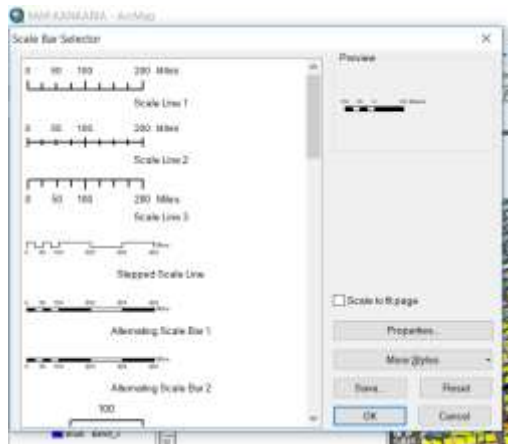 - ArcMap
Scale Bar Selector
Preview
0 50 100 200 Miles
Scale Line 1
0 50 100 200 Miles
Scale Line 2
0 50 100 200 Miles
Scale Line 3
Stepped Scale Line
Alternating Scale Bar 1
Alternating Scale Bar 2
100
Scale to fit page
Properties...
More Styles
Save...
Reset
OK
Cancel